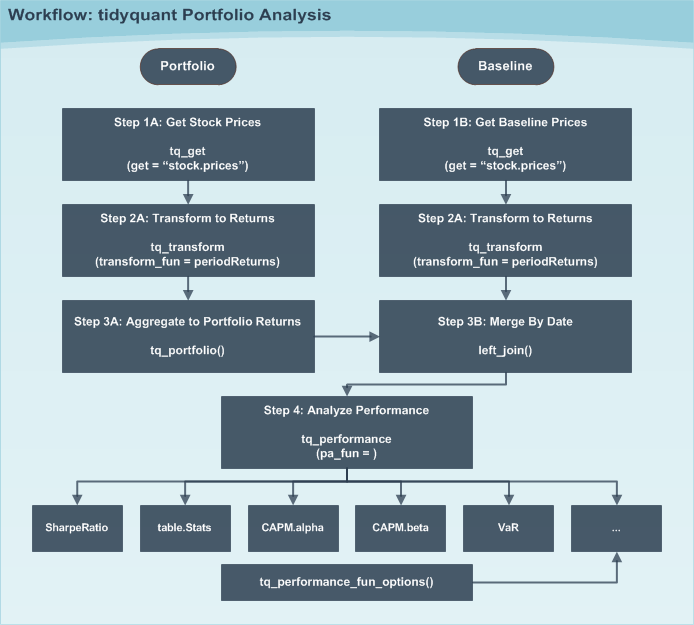 Workflow: tidyquant Portfolio Analysis
Portfolio
Baseline
Step 1A: Get Stock Prices
tq_get
(get = “stock.prices”)
Step 1B: Get Baseline Prices
tq_get
(get = “stock.prices”)
Step 2A: Transform to Returns
tq_transform
(transform_fun = periodReturns)
Step 2A: Transform to Returns
tq_transform
(transform_fun = periodReturns)
Step 3A: Aggregate to Portfolio Returns
tq_portfolio()
Step 3B: Merge By Date
left_join()
Step 4: Analyze Performance
tq_performance
(pa_fun = )
SharpeRatio
table.Stats
CAPM.alpha
CAPM.beta
VaR
...
tq_performance_fun_options()